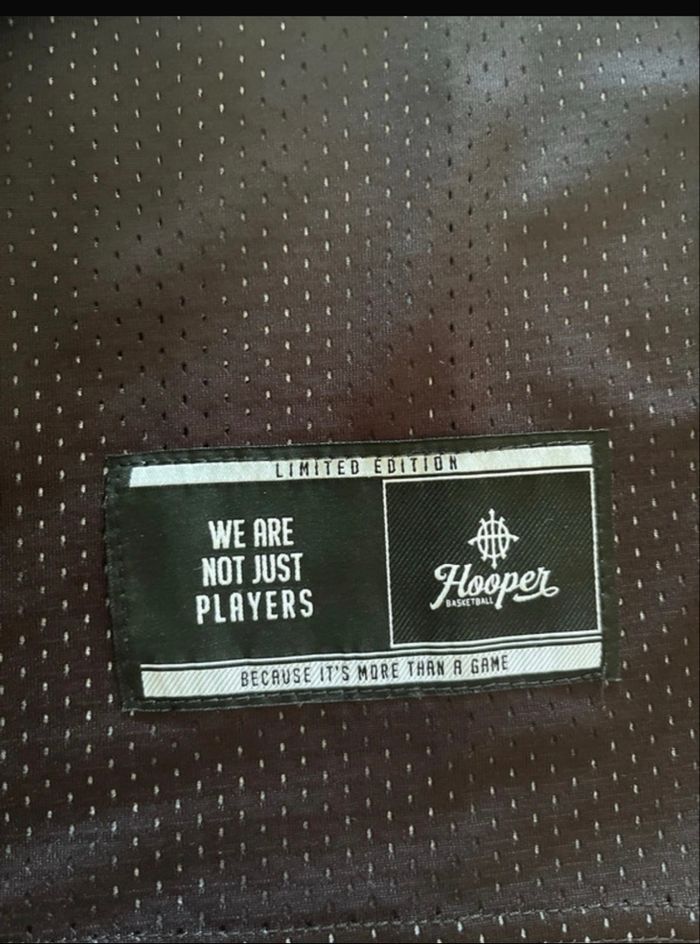 LIMITED EDITION
WE ARE
NOT JUST
PLAYERS
Hooper
BASKETBALL
BECAUSE IT'S MORE THAN A GAME